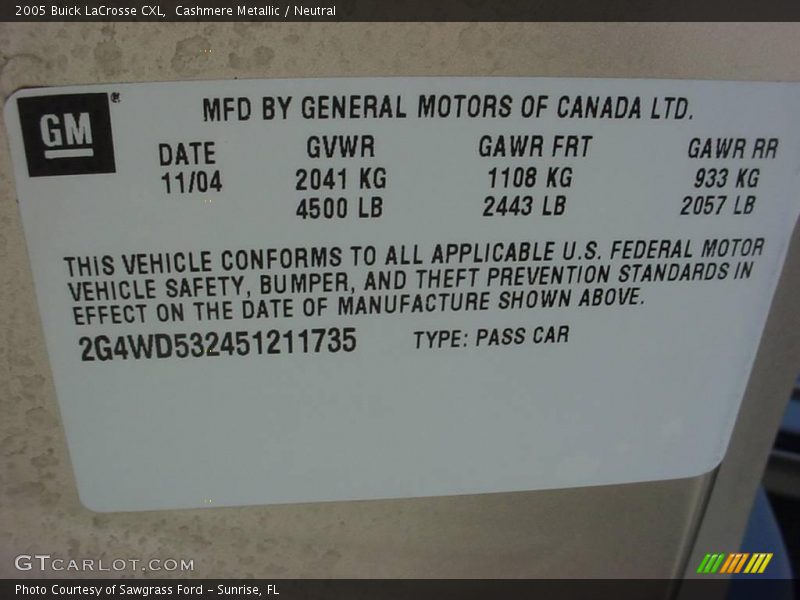 2005 Buick LaCrosse CXL, Cashmere Metallic / Neutral
GM®
MFD BY GENERAL MOTORS OF CANADA LTD.
DATE GVWR GAWR FRT GAWR RR
11/04 2041 KG 1108 KG 933 KG
4500 LB 2443 LB 2057 LB
THIS VEHICLE CONFORMS TO ALL APPLICABLE U.S. FEDERAL MOTOR
VEHICLE SAFETY, BUMPER, AND THEFT PREVENTION STANDARDS IN
EFFECT ON THE DATE OF MANUFACTURE SHOWN ABOVE.
2G4WD532451211735 TYPE: PASS CAR
GTCARLOT.COM
Photo Courtesy of Sawgrass Ford – Sunrise, FL